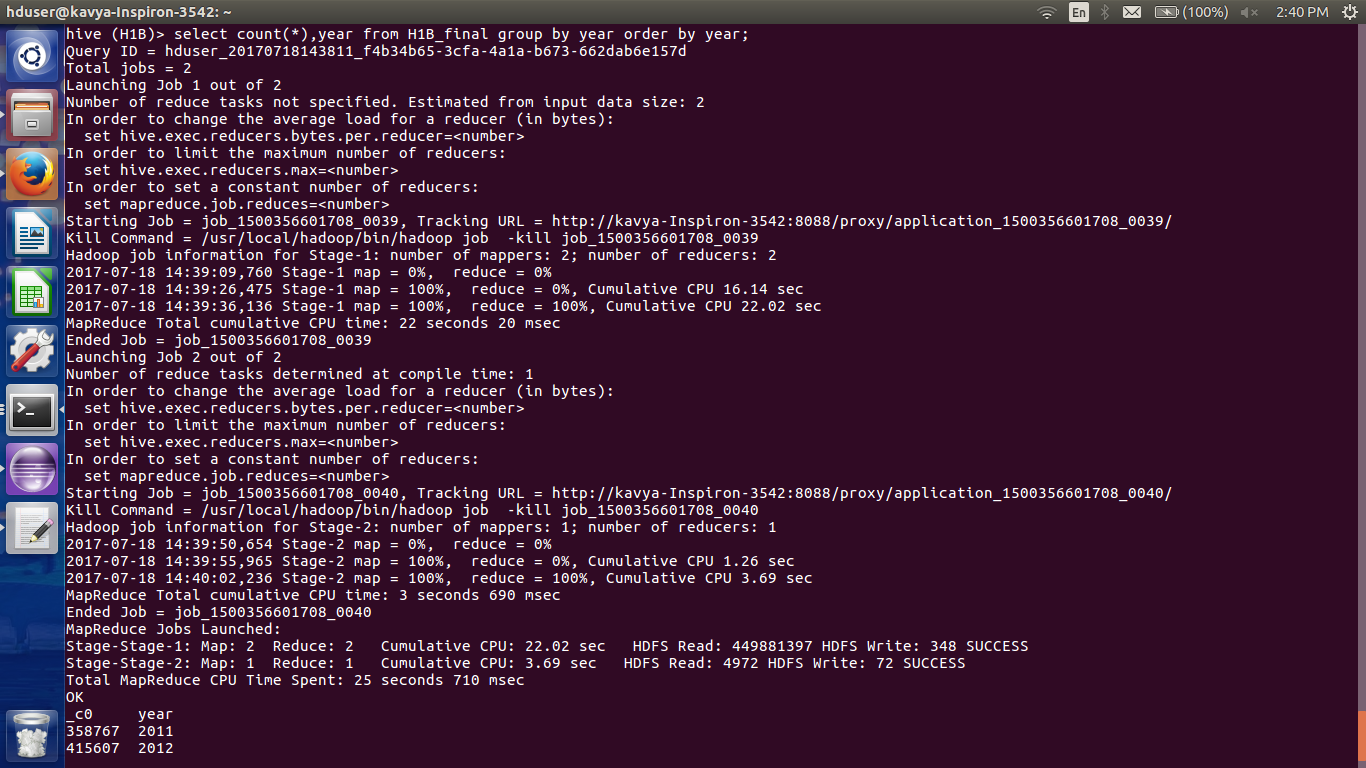 hduser@kavya-Inspiron-3542: ~
En
(100%)
2:40 PM
hive (H1B)> select count(*),year from H1B_final group by year order by year;
Query ID = hduser_20170718143811_f4b34b65-3cfa-4a1a-b673-662dab6e157d
Total jobs = 2
Launching Job 1 out of 2
Number of reduce tasks not specified. Estimated from input data size: 2
In order to change the average load for a reducer (in bytes):
  set hive.exec.reducers.bytes.per.reducer=<number>
In order to limit the maximum number of reducers:
  set hive.exec.reducers.max=<number>
In order to set a constant number of reducers:
  set mapreduce.job.reduces=<number>
Starting Job = job_1500356601708_0039, Tracking URL = http://kavya-Inspiron-3542:8088/proxy/application_1500356601708_0039/
Kill Command = /usr/local/hadoop/bin/hadoop job  -kill job_1500356601708_0039
Hadoop job information for Stage-1: number of mappers: 2; number of reducers: 2
2017-07-18 14:39:09,760 Stage-1 map = 0%,  reduce = 0%
2017-07-18 14:39:26,475 Stage-1 map = 100%,  reduce = 0%, Cumulative CPU 16.14 sec
2017-07-18 14:39:36,136 Stage-1 map = 100%,  reduce = 100%, Cumulative CPU 22.02 sec
MapReduce Total cumulative CPU time: 22 seconds 20 msec
Ended Job = job_1500356601708_0039
Launching Job 2 out of 2
Number of reduce tasks determined at compile time: 1
In order to change the average load for a reducer (in bytes):
  set hive.exec.reducers.bytes.per.reducer=<number>
In order to limit the maximum number of reducers:
  set hive.exec.reducers.max=<number>
In order to set a constant number of reducers:
  set mapreduce.job.reduces=<number>
Starting Job = job_1500356601708_0040, Tracking URL = http://kavya-Inspiron-3542:8088/proxy/application_1500356601708_0040/
Kill Command = /usr/local/hadoop/bin/hadoop job  -kill job_1500356601708_0040
Hadoop job information for Stage-2: number of mappers: 1; number of reducers: 1
2017-07-18 14:39:50,654 Stage-2 map = 0%,  reduce = 0%
2017-07-18 14:39:55,965 Stage-2 map = 100%,  reduce = 0%, Cumulative CPU 1.26 sec
2017-07-18 14:40:02,236 Stage-2 map = 100%,  reduce = 100%, Cumulative CPU 3.69 sec
MapReduce Total cumulative CPU time: 3 seconds 690 msec
Ended Job = job_1500356601708_0040
MapReduce Jobs Launched:
Stage-Stage-1: Map: 2  Reduce: 2   Cumulative CPU: 22.02 sec   HDFS Read: 449881397 HDFS Write: 348 SUCCESS
Stage-Stage-2: Map: 1  Reduce: 1   Cumulative CPU: 3.69 sec   HDFS Read: 4972 HDFS Write: 72 SUCCESS
Total MapReduce CPU Time Spent: 25 seconds 710 msec
OK
_c0     year
358767  2011
415607  2012